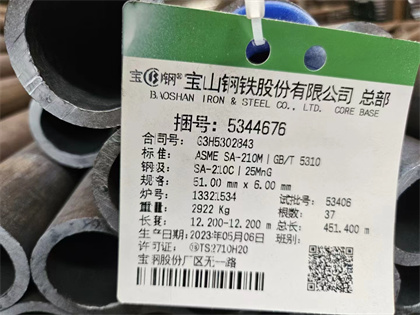 宝钢® 宝山钢铁股份有限公司 总部
BAOSHAN IRON & STEEL CO., LTD. CORE BASE
捆号: 5344676
合同号: G3H5302843
标准: ASME SA-210M | GB/T 5310
钢级: SA-210C | 25MnG
规格: 51.00 mm x 6.00 mm
炉号: 13321534 试批号: 53406
重量: 2922 Kg 根数: 37
长度: 12.200-12.200 m 总长: 451.400 m
生产日期: 2023年05月06日 班别:
许可证: TS2710H20
宝钢股份厂区无一路